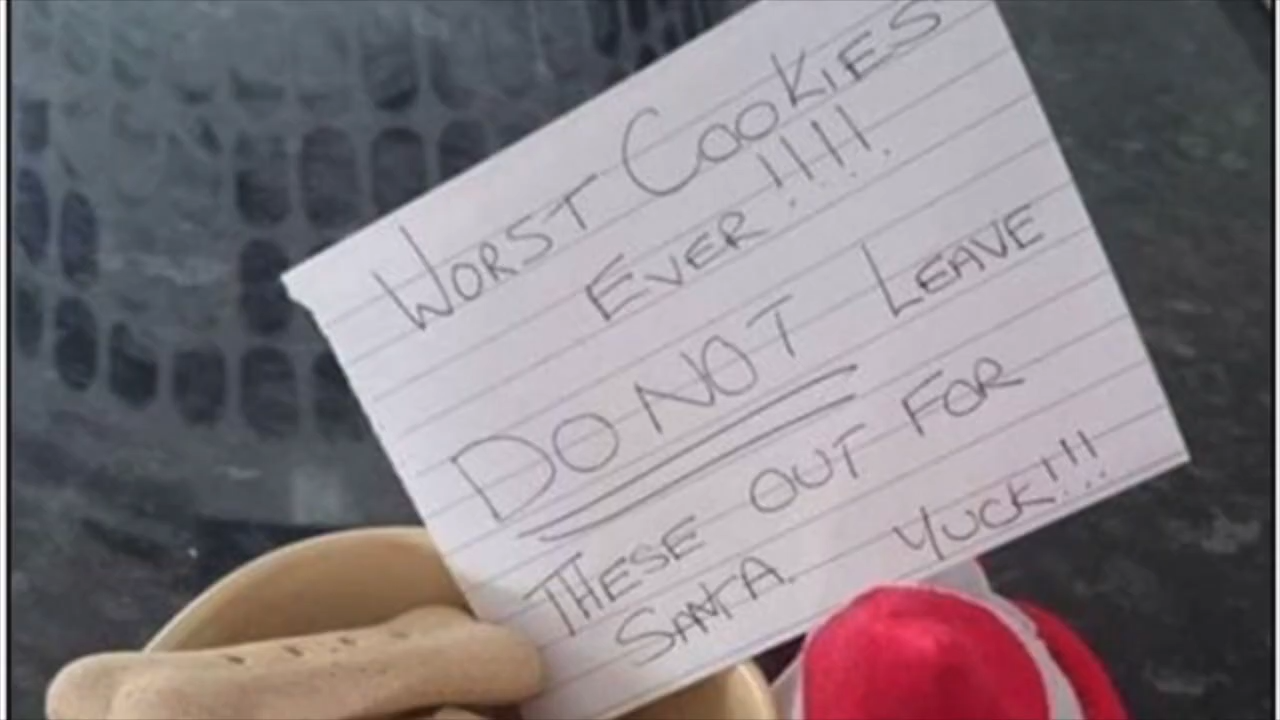 WORST COOKIES
EVER!!!!!
DO NOT LEAVE
THESE OUT FOR
SANTA. YUCK!!!